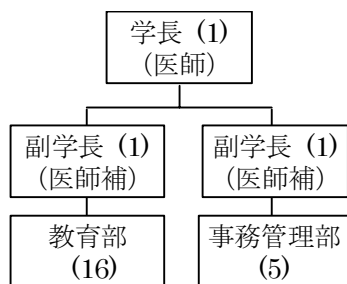 学長 (1)
(医師)
副学長 (1)
(医師補)
副学長 (1)
(医師補)
教育部
(16)
事務管理部
(5)